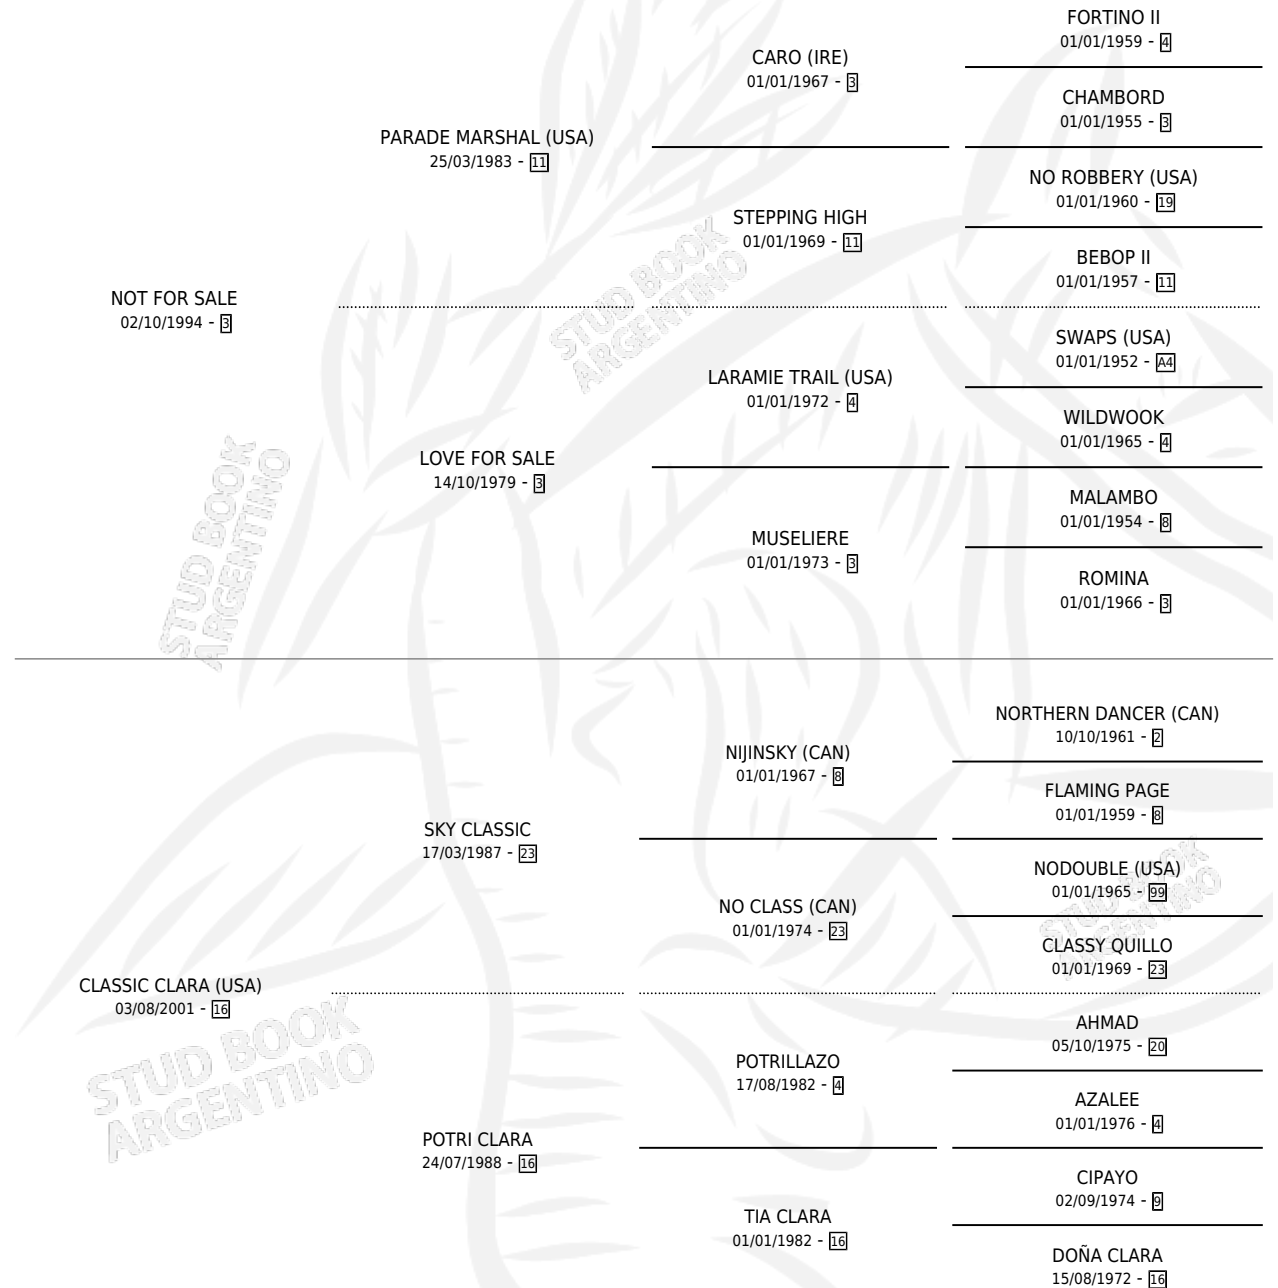 FORTINO II
01/01/1959 - 4
CARO (IRE)
01/01/1967 - 3
CHAMBORD
01/01/1955 - 3
PARADE MARSHAL (USA)
25/03/1983 - 11
NO ROBBERY (USA)
01/01/1960 - 19
STEPPING HIGH
01/01/1969 - 11
BEBOP II
01/01/1957 - 11
NOT FOR SALE
02/10/1994 - 3
SWAPS (USA)
01/01/1952 - A4
LARAMIE TRAIL (USA)
01/01/1972 - 4
WILDWOOK
01/01/1965 - 4
LOVE FOR SALE
14/10/1979 - 3
MALAMBO
01/01/1954 - 8
MUSELIERE
01/01/1973 - 3
ROMINA
01/01/1966 - 3
STUD BOOK
ARGENTINO
STUD BOOK
ARGENTINO
NORTHERN DANCER (CAN)
10/10/1961 - 2
NIJINSKY (CAN)
01/01/1967 - 8
FLAMING PAGE
01/01/1959 - 8
SKY CLASSIC
17/03/1987 - 23
NODOUBLE (USA)
01/01/1965 - 99
NO CLASS (CAN)
01/01/1974 - 23
CLASSY QUILLO
01/01/1969 - 23
CLASSIC CLARA (USA)
03/08/2001 - 16
AHMAD
05/10/1975 - 20
POTRILLAZO
17/08/1982 - 4
AZALEE
01/01/1976 - 4
POTRI CLARA
24/07/1988 - 16
CIPAYO
02/09/1974 - 9
TIA CLARA
01/01/1982 - 16
DOÑA CLARA
15/08/1972 - 16
STUD BOOK
ARGENTINO
STUD BOOK
ARGENTINO